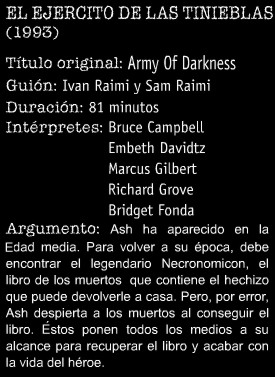 EL EJERCITO DE LAS TINIEBLAS
(1993)
Título original: Army Of Darkness
Guión: Ivan Raimi y Sam Raimi
Duración: 81 minutos
Intérpretes: Bruce Campbell
Embeth Davidtz
Marcus Gilbert
Richard Grove
Bridget Fonda
Argumento: Ash ha aparecido en la
Edad media. Para volver a su época, debe
encontrar el legendario Necronomicon, el
libro de los muertos que contiene el hechizo
que puede devolverle a casa. Pero, por error,
Ash despierta a los muertos al conseguir el
libro. Éstos ponen todos los medios a su
alcance para recuperar el libro y acabar con
la vida del héroe.